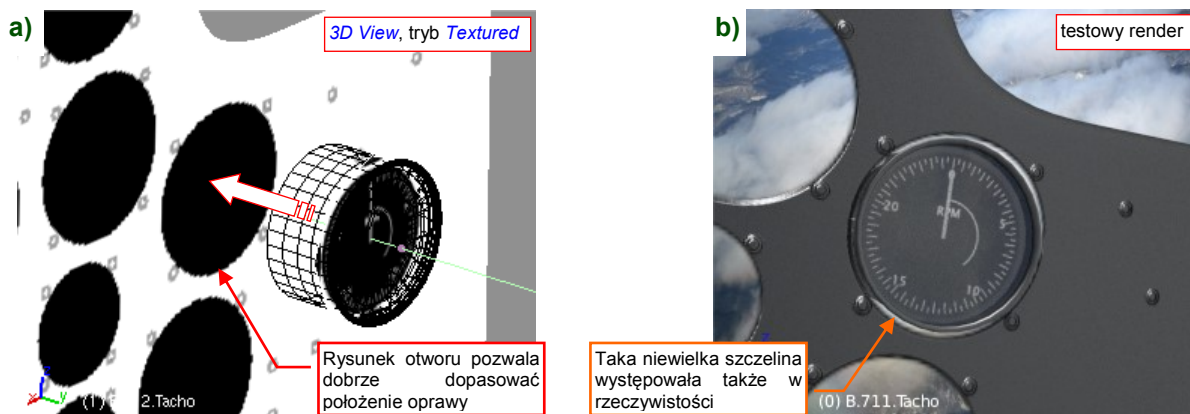 a)
3D View, tryb Textured
Rysunek otworu pozwala
dobrze dopasować
położenie oprawy
z
x
y
(1)
2.Tacho
b)
testowy render
20
RPM
5
15
10
Taka niewielka szczelina
występowała także w
rzeczywistości
(0) B.711.Tacho